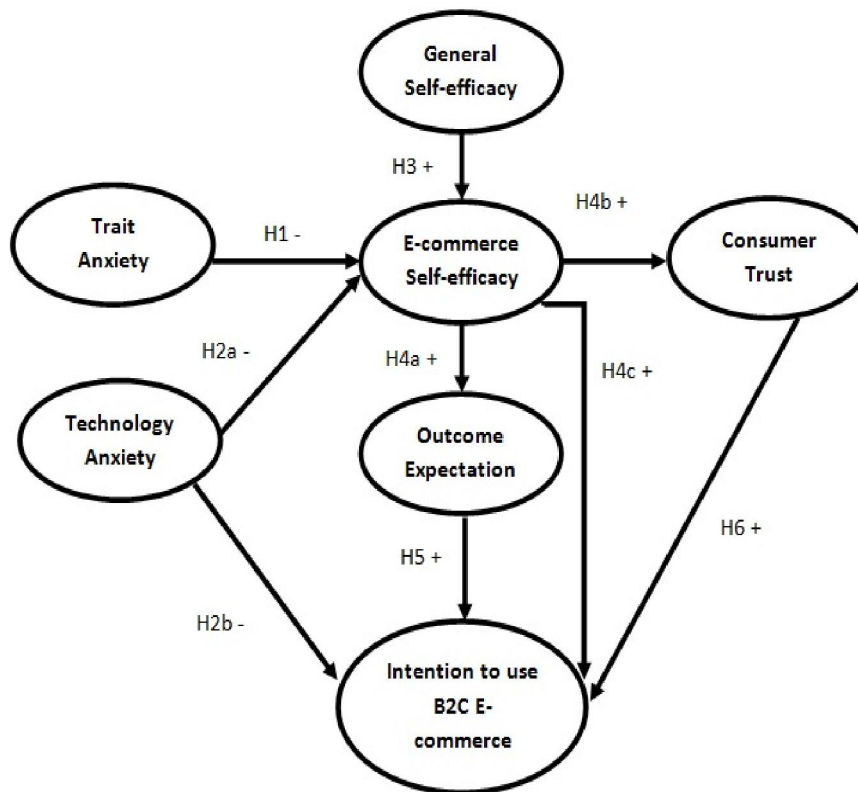 General
Self-efficacy
H3 +
H4b +
Trait
Anxiety
H1 -
E-commerce
Self-efficacy
Consumer
Trust
H2a -
H4a +
H4c +
Technology
Anxiety
Outcome
Expectation
H5 +
H6 +
H2b -
Intention to use
B2C E-
commerce